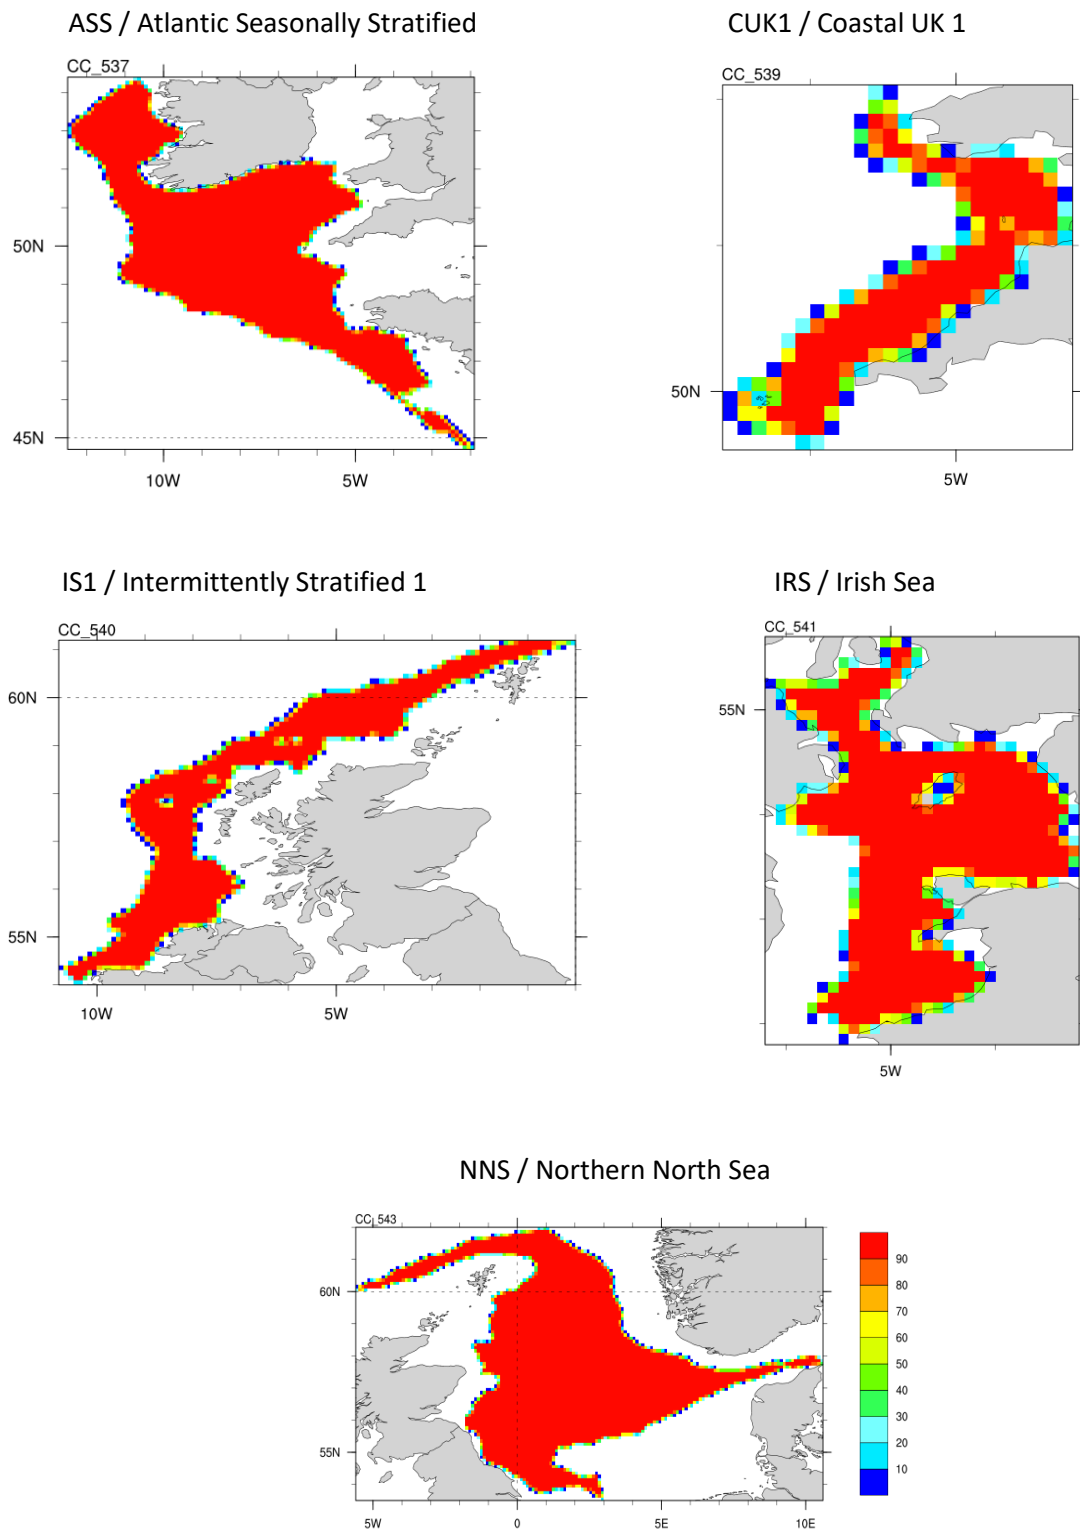 ASS / Atlantic Seasonally Stratified
CUK1 / Coastal UK 1
CC_537
CC_539
50N
45N
10W
5W
50N
5W
IS1 / Intermittently Stratified 1
IRS / Irish Sea
CC_540
CC_541
60N
55N
10W
5W
55N
5W
NNS / Northern North Sea
CC_543
60N
55N
5W
0
5E
10E
90
80
70
60
50
40
30
20
10